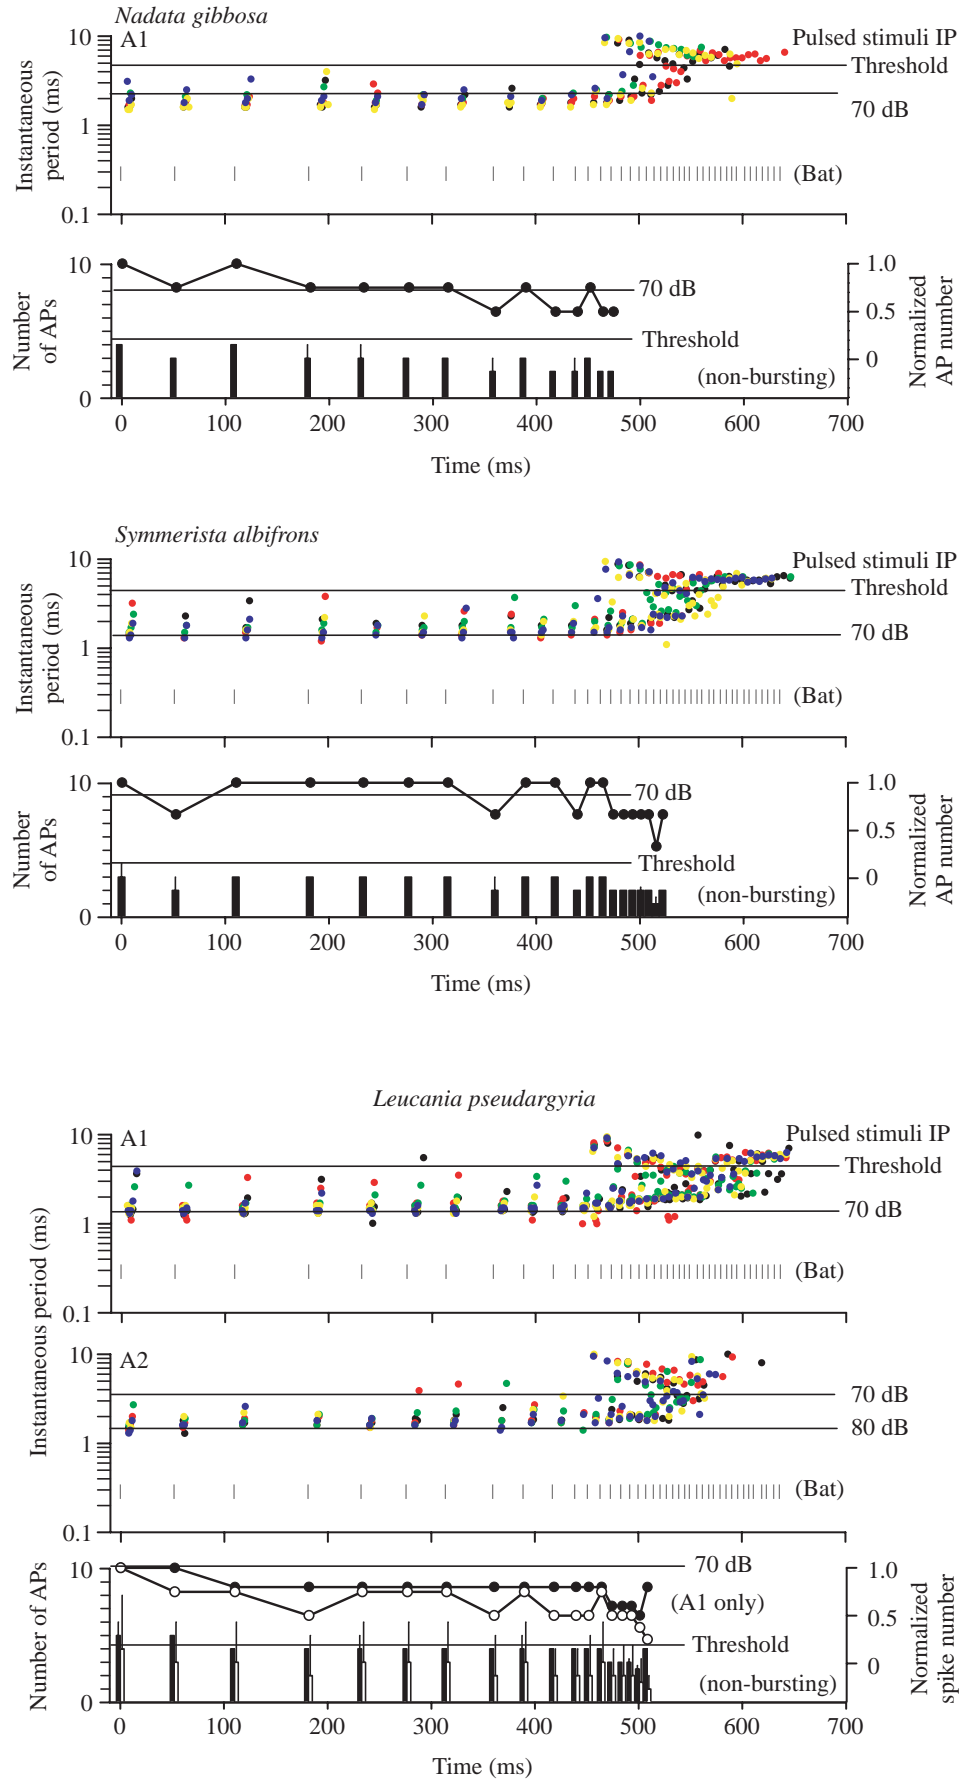 Nadata gibbosa
A1
Pulsed stimuli IP
Threshold
70 dB
(Bat)
Instantaneous
period (ms)
10
1
0.1
70 dB
Threshold
(non-bursting)
Number
of APs
10
5
0
1.0
0.5
0
Normalized
AP number
0 100 200 300 400 500 600 700
Time (ms)
Symmerista albifrons
Pulsed stimuli IP
Threshold
70 dB
(Bat)
Instantaneous
period (ms)
10
1
0.1
70 dB
Threshold
(non-bursting)
Number
of APs
10
5
0
1.0
0.5
0
Normalized
AP number
0 100 200 300 400 500 600 700
Time (ms)
Leucania pseudargyria
A1
Pulsed stimuli IP
Threshold
70 dB
(Bat)
10
1
0.1
Instantaneous period (ms)
A2
70 dB
80 dB
(Bat)
10
1
0.1
70 dB
(A1 only)
Threshold
(non-bursting)
Number of APs
10
5
0
1.0
0.5
0
Normalized
spike number
0 100 200 300 400 500 600 700
Time (ms)